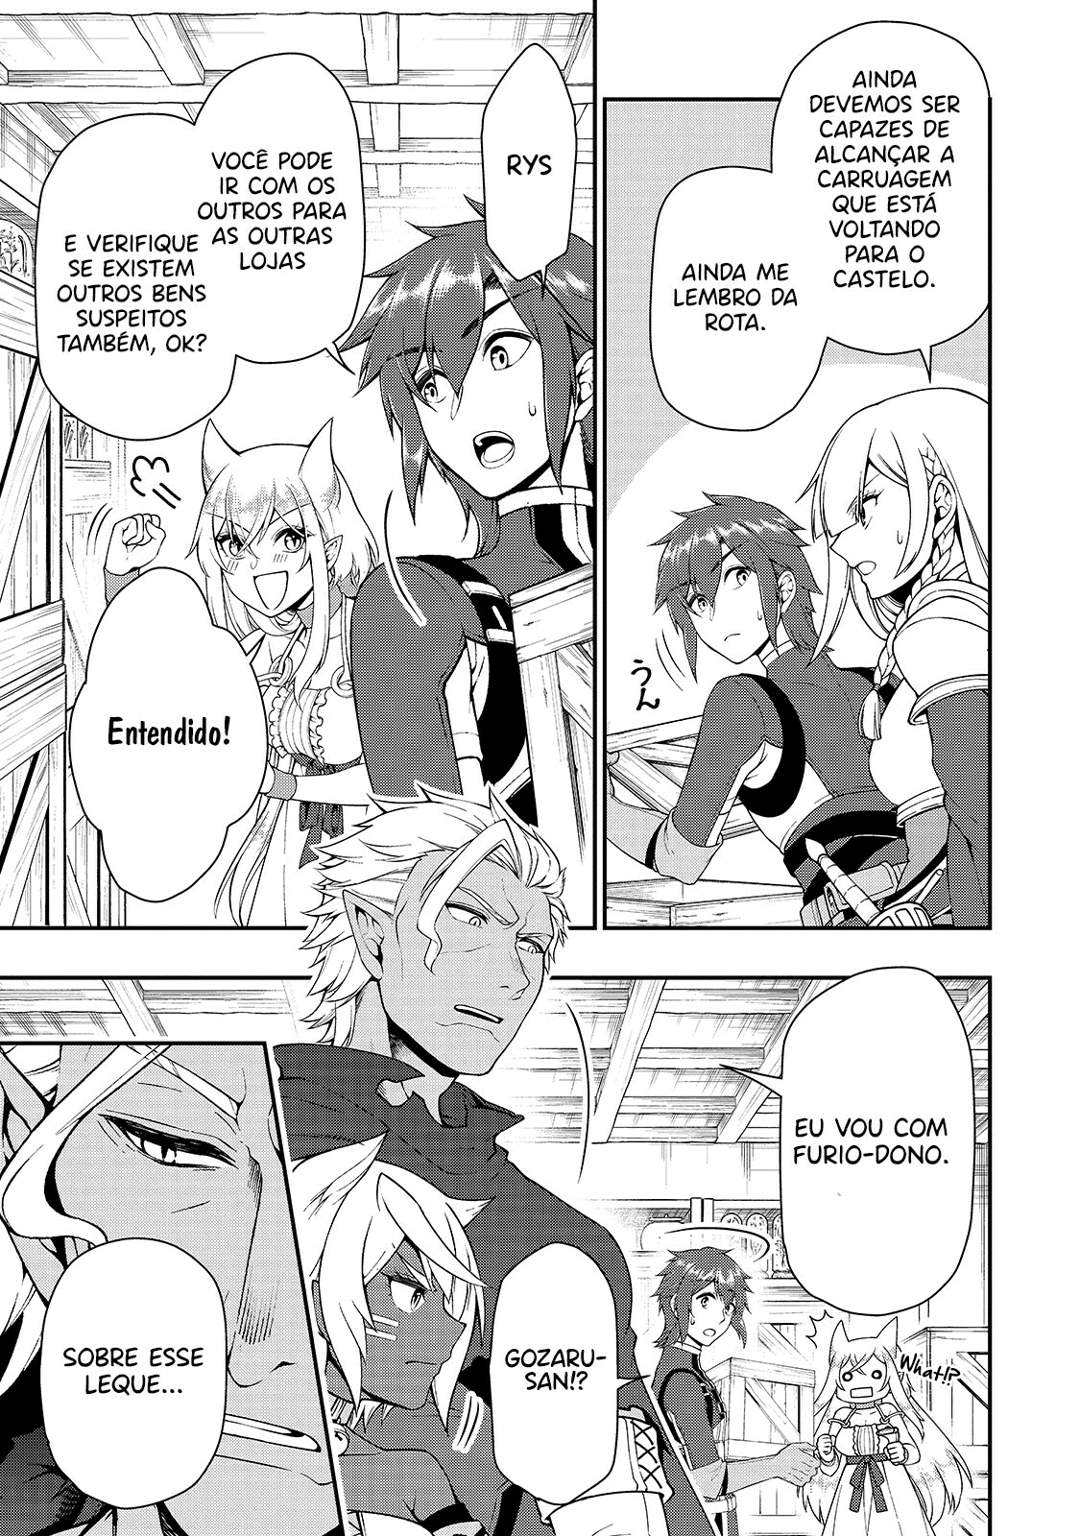 AINDA
DEVEMOS SER
CAPAZES DE
ALCANÇAR A
CARRUAGEM
QUE ESTÁ
VOLTANDO
PARA O
CASTELO.
AINDA ME
LEMBRO DA
ROTA.
うん
RYS
VOCÊ PODE
IR COM OS
OUTROS PARA
AS OUTRAS
LOJAS
E VERIFIQUE
SE EXISTEM
OUTROS BENS
SUSPEITOS
TAMBÉM, OK?
Entendido!
EU VOU COM
FURIO-DONO.
What!?
GOZARU-
SAN!?
SOBRE ESSE
LEQUE...